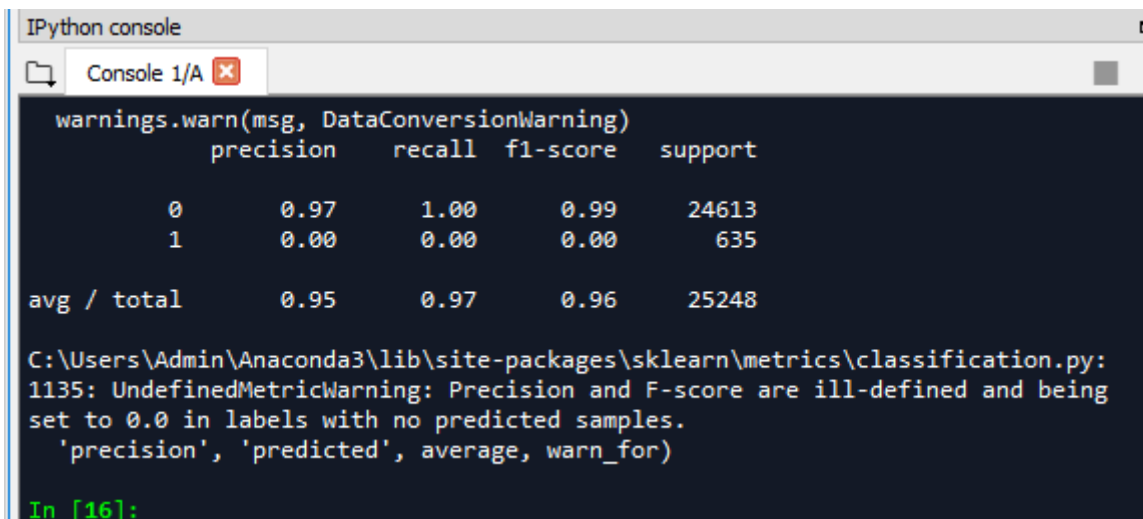 IPython console
Console 1/A
warnings.warn(msg, DataConversionWarning)
precision recall f1-score support
0 0.97 1.00 0.99 24613
1 0.00 0.00 0.00 635
avg / total 0.95 0.97 0.96 25248
C:\Users\Admin\Anaconda3\lib\site-packages\sklearn\metrics\classification.py:
1135: UndefinedMetricWarning: Precision and F-score are ill-defined and being
set to 0.0 in labels with no predicted samples.
'precision', 'predicted', average, warn_for)
In [16]: